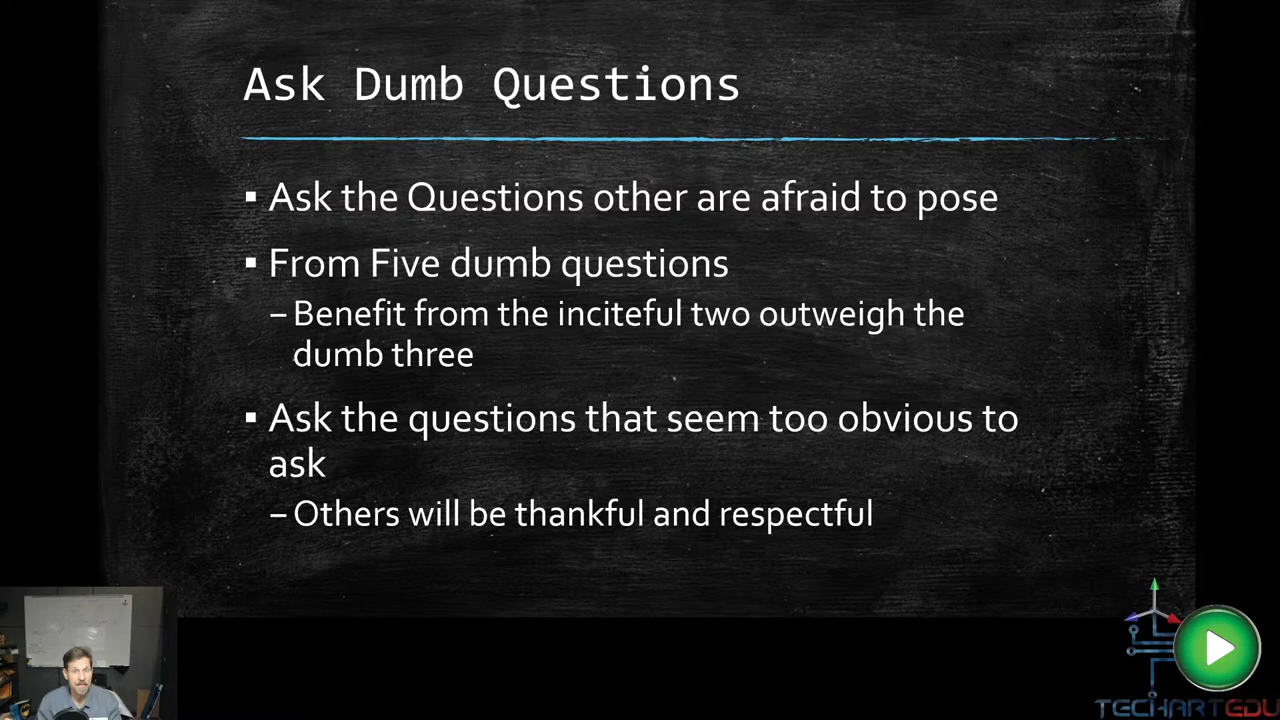 Ask Dumb Questions
▪ Ask the Questions other are afraid to pose
▪ From Five dumb questions
– Benefit from the inciteful two outweigh the
dumb three
▪ Ask the questions that seem too obvious to
ask
– Others will be thankful and respectful
TECHARTEDU